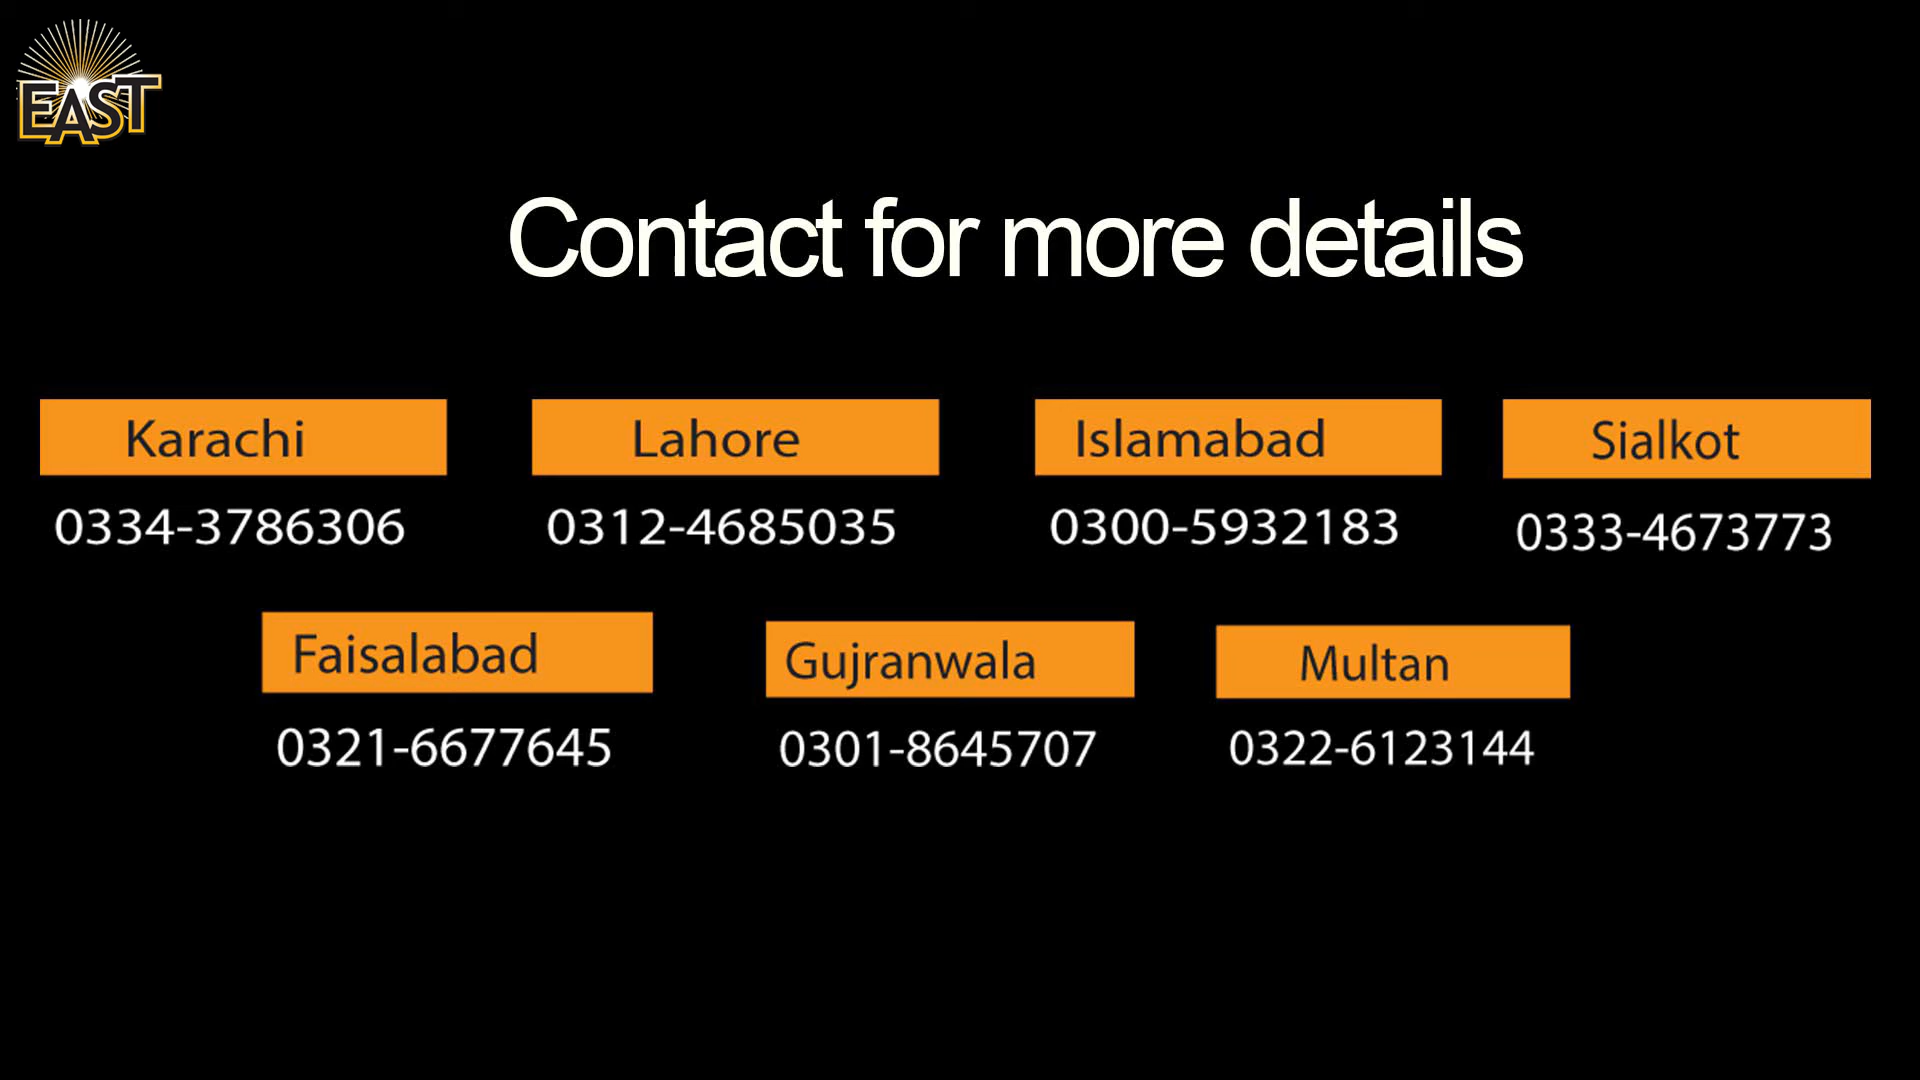 EAST
Contact for more details
Karachi
Lahore
Islamabad
Sialkot
0334-3786306
0312-4685035
0300-5932183
0333-4673773
Faisalabad
Gujranwala
Multan
0321-6677645
0301-8645707
0322-6123144